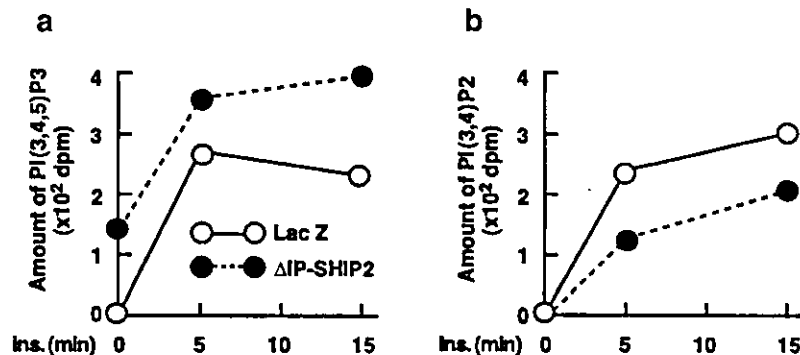 a
Amount of PI(3,4,5)P3
(x10² dpm)
4
3
2
1
0
Lac Z
ΔIP-SHIP2
Ins. (min) 0 5 10 15
b
Amount of PI(3,4)P2
(x10² dpm)
4
3
2
1
0
Ins. (min) 0 5 10 15